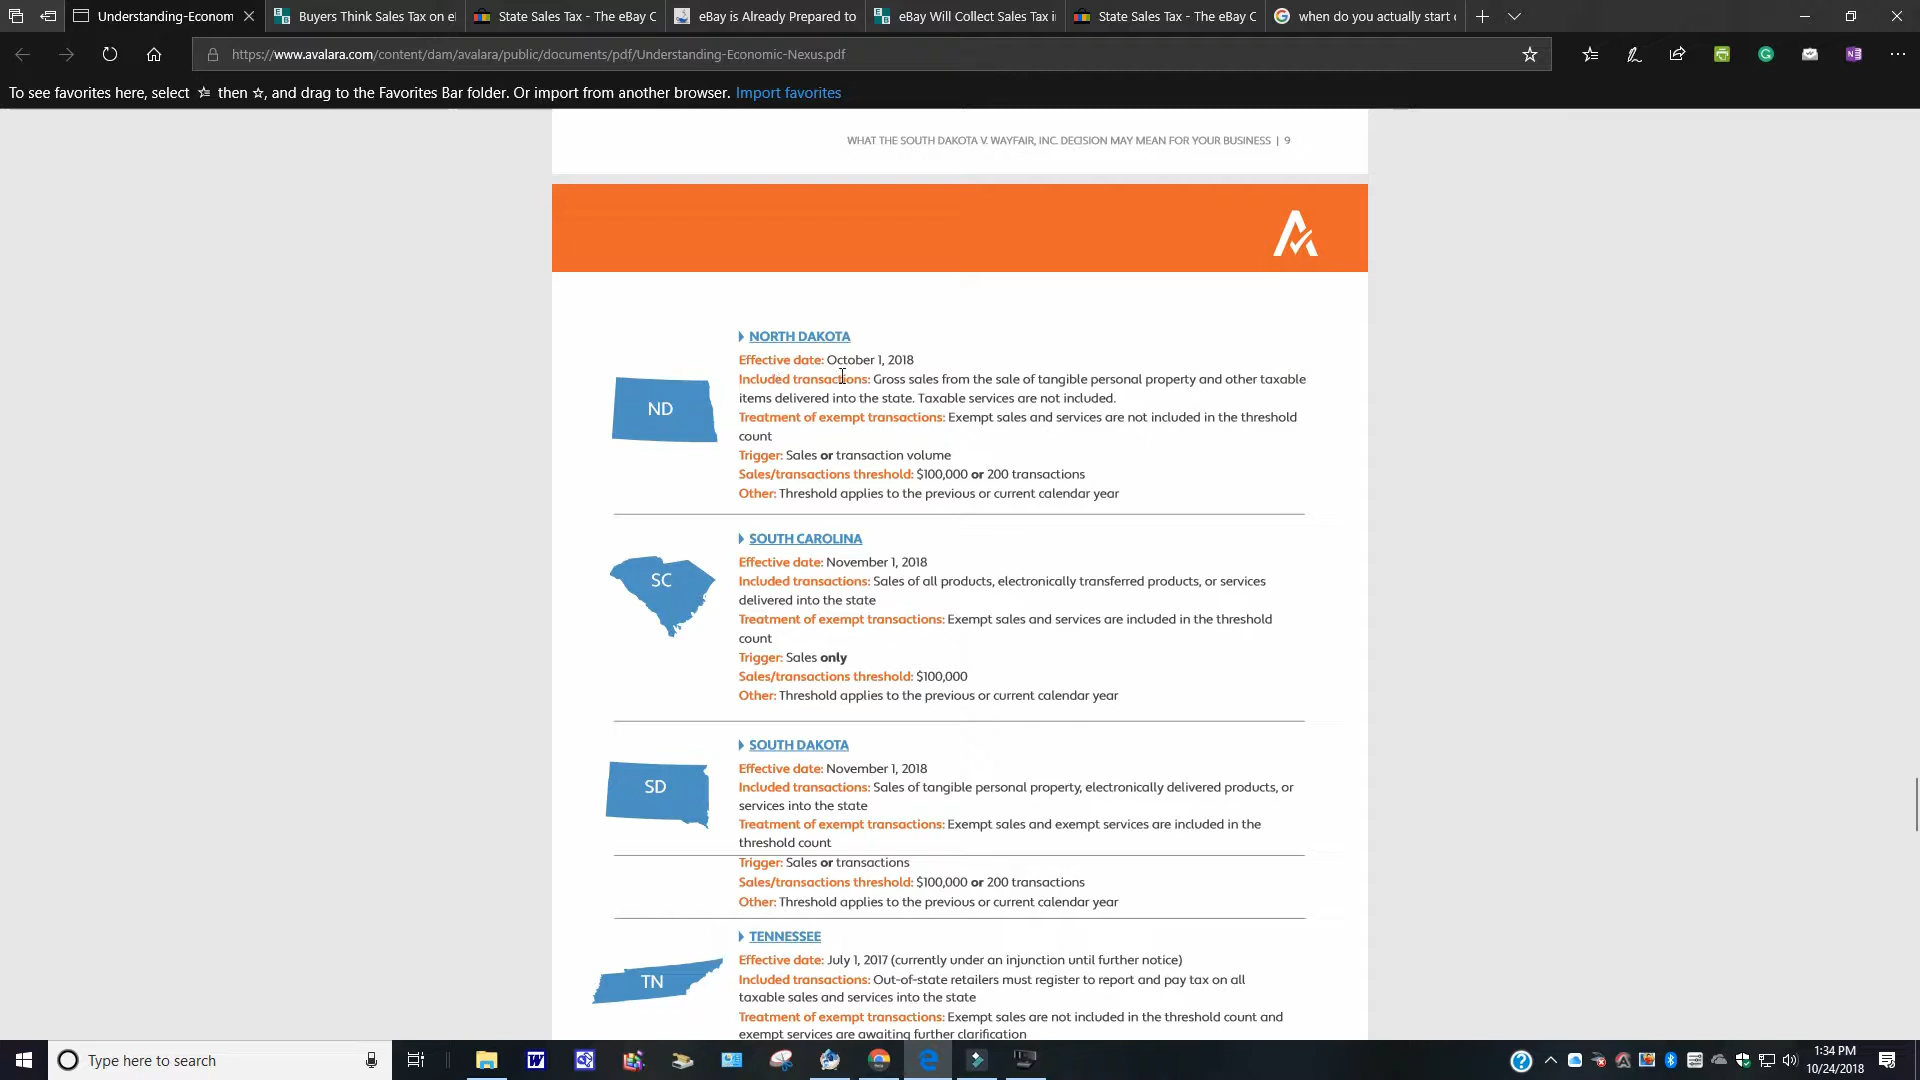 Understanding-Econom
Buyers Think Sales Tax on e
State Sales Tax - The eBay C
eBay is Already Prepared to
eBay Will Collect Sales Tax i
State Sales Tax - The eBay C
when do you actually start c
https://www.avalara.com/content/dam/avalara/public/documents/pdf/Understanding-Economic-Nexus.pdf
To see favorites here, select then , and drag to the Favorites Bar folder. Or import from another browser. Import favorites
WHAT THE SOUTH DAKOTA V. WAYFAIR, INC. DECISION MAY MEAN FOR YOUR BUSINESS | 9
NORTH DAKOTA
Effective date: October 1, 2018
Included transactions: Gross sales from the sale of tangible personal property and other taxable
items delivered into the state. Taxable services are not included.
Treatment of exempt transactions: Exempt sales and services are not included in the threshold
count
Trigger: Sales or transaction volume
Sales/transactions threshold: $100,000 or 200 transactions
Other: Threshold applies to the previous or current calendar year
ND
SOUTH CAROLINA
Effective date: November 1, 2018
Included transactions: Sales of all products, electronically transferred products, or services
delivered into the state
Treatment of exempt transactions: Exempt sales and services are included in the threshold
count
Trigger: Sales only
Sales/transactions threshold: $100,000
Other: Threshold applies to the previous or current calendar year
SC
SOUTH DAKOTA
Effective date: November 1, 2018
Included transactions: Sales of tangible personal property, electronically delivered products, or
services into the state
Treatment of exempt transactions: Exempt sales and exempt services are included in the
threshold count
Trigger: Sales or transactions
Sales/transactions threshold: $100,000 or 200 transactions
Other: Threshold applies to the previous or current calendar year
SD
TENNESSEE
Effective date: July 1, 2017 (currently under an injunction until further notice)
Included transactions: Out-of-state retailers must register to report and pay tax on all
taxable sales and services into the state
Treatment of exempt transactions: Exempt sales are not included in the threshold count and
exempt services are awaiting further clarification
TN
Type here to search
1:34 PM
10/24/2018